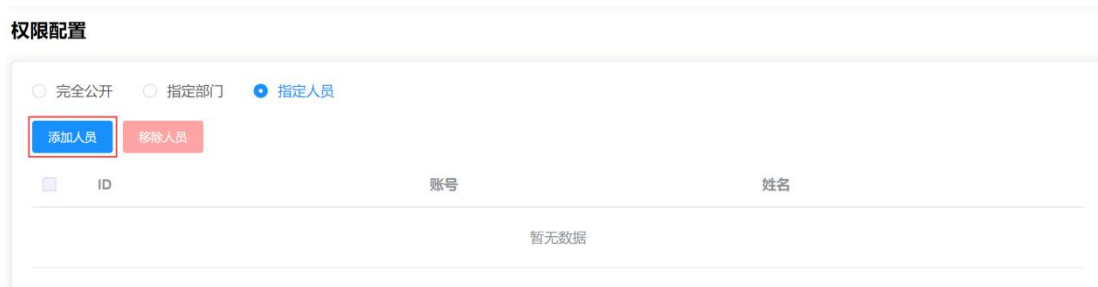 权限配置
完全公开 指定部门 指定人员
添加人员 移除人员
ID 账号 姓名
暂无数据